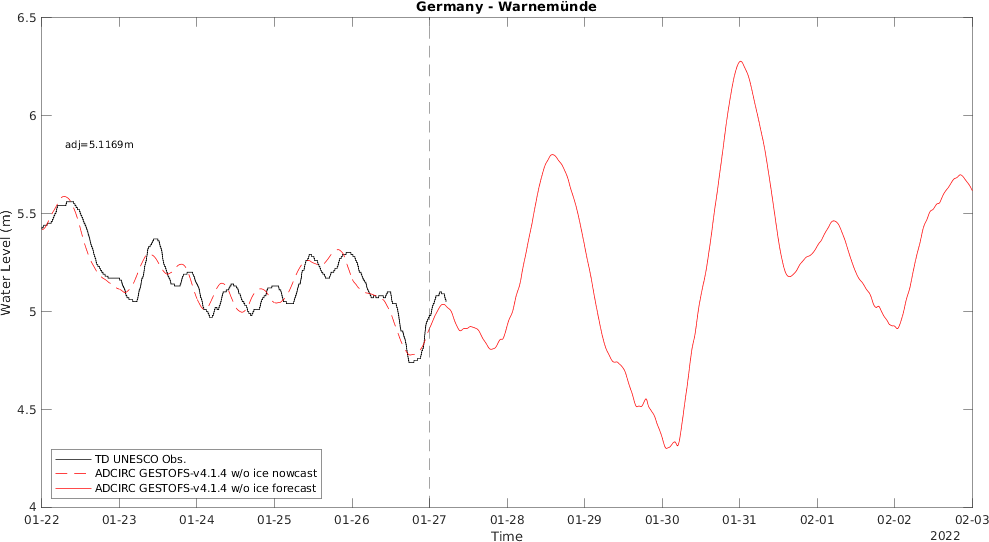 Germany - Warnemünde
6.5
6
5.5
5
4.5
4
Water Level (m)
adj=5.1169m
TD UNESCO Obs.
ADCIRC GESTOFS-v4.1.4 w/o ice nowcast
ADCIRC GESTOFS-v4.1.4 w/o ice forecast
01-22 01-23 01-24 01-25 01-26 01-27 01-28 01-29 01-30 01-31 02-01 02-02 02-03
Time
2022